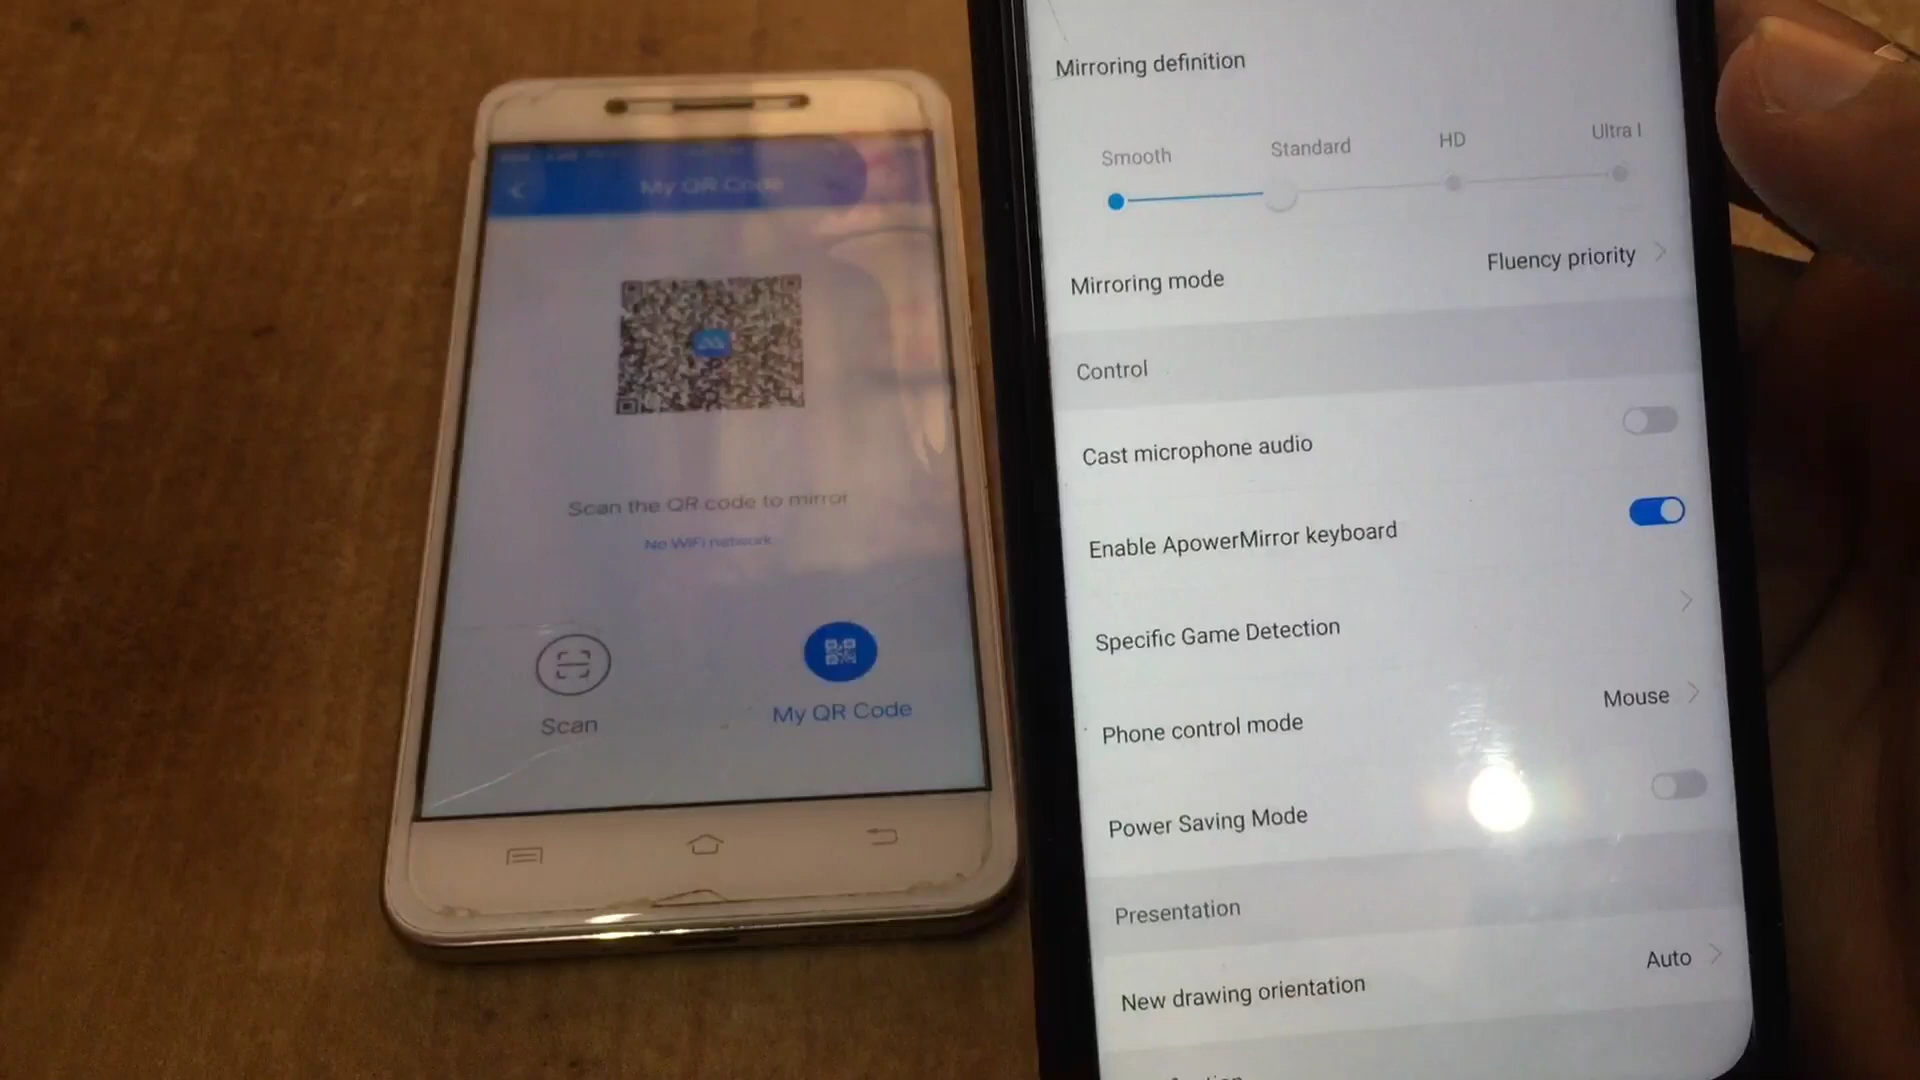 My QR Code
Scan the QR code to mirror
No WiFi network
Scan
My QR Code
Mirroring definition
Smooth
Standard
HD
Ultra
Mirroring mode
Fluency priority
Control
Cast microphone audio
Enable ApowerMirror keyboard
Specific Game Detection
Phone control mode
Mouse
Power Saving Mode
Presentation
New drawing orientation
Auto